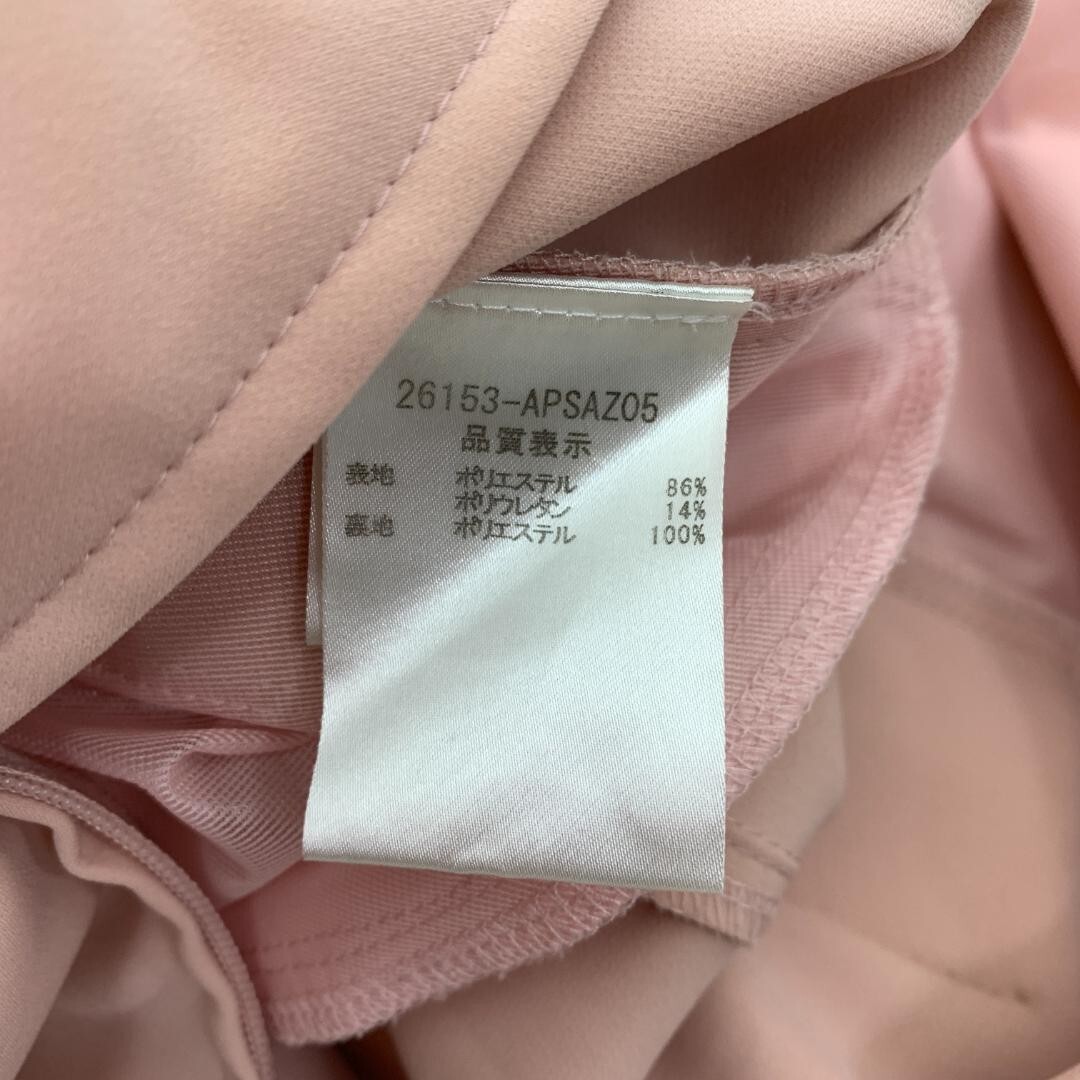 26153-APSAZ05
品質表示
表地 ポリエステル 86%
ポリウレタン 14%
裏地 ポリエステル 100%